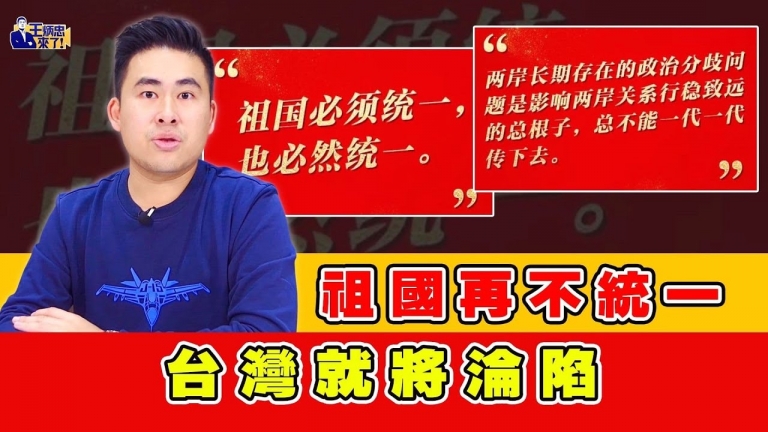 王炳忠
來了!
“
祖国必须统一，
也必然统一。
”
“
两岸长期存在的政治分歧问
题是影响两岸关系行稳致远
的总根子，总不能一代一代
传下去。
”
祖國再不統一
台灣就將淪陷